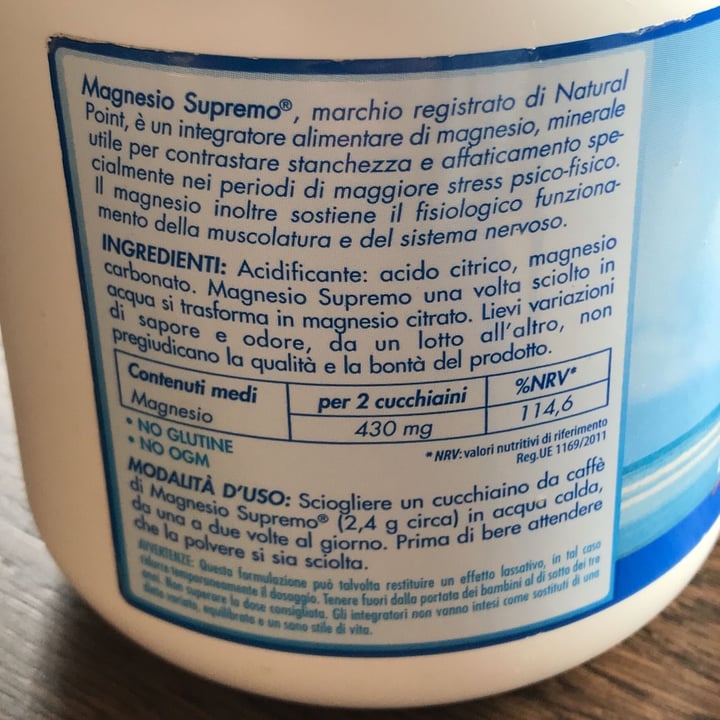 Magnesio Supremo®, marchio registrato di Natural
Point, è un integratore alimentare di magnesio, minerale
utile per contrastare stanchezza e affaticamento spe-
cialmente nei periodi di maggiore stress psico-fisico.
Il magnesio inoltre sostiene il fisiologico funziona-
mento della muscolatura e del sistema nervoso.
INGREDIENTI: Acidificante: acido citrico, magnesio
carbonato. Magnesio Supremo una volta sciolto in
acqua si trasforma in magnesio citrato. Lievi variazioni
di sapore e odore, da un lotto all'altro, non
pregiudicano la qualità e la bontà del prodotto.
Contenuti medi per 2 cucchiaini %NRV*
Magnesio 430 mg 114,6
• NO GLUTINE
• NO OGM
* NRV: valori nutritivi di riferimento
Reg.UE 1169/2011
MODALITÀ D'USO: Sciogliere un cucchiaino da caffè
di Magnesio Supremo® (2,4 g circa) in acqua calda,
da una a due volte al giorno. Prima di bere attendere
che la polvere si sia sciolta.
AVVERTENZE: Questa formulazione può talvolta restituire un effetto lassativo, in tal caso
ridurre temporaneamente il dosaggio. Tenere fuori dalla portata dei bambini al di sotto dei tre
anni. Non superare la dose consigliata. Gli integratori non vanno intesi come sostituti di una
dieta variata, equilibrata e un sano stile di vita.